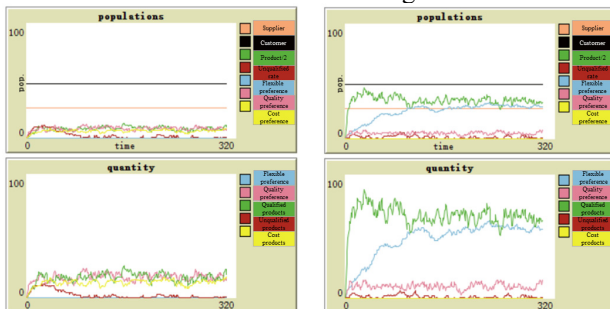 populations
100
pop.
0
0
time
320
Supplier
Customer
Product/2
Unqualified
rate
Flexible
preference
Quality
preference
Cost
preference
populations
100
pop.
0
0
time
320
Supplier
Customer
Product/2
Unqualified
rate
Flexible
preference
Quality
preference
Cost
preference
quantity
100
0
0
320
Flexible
preference
Quality
preference
Qualified
products
Unqualified
products
Cost
products
quantity
100
0
0
320
Flexible
preference
Quality
preference
Qualified
products
Unqualified
products
Cost
products